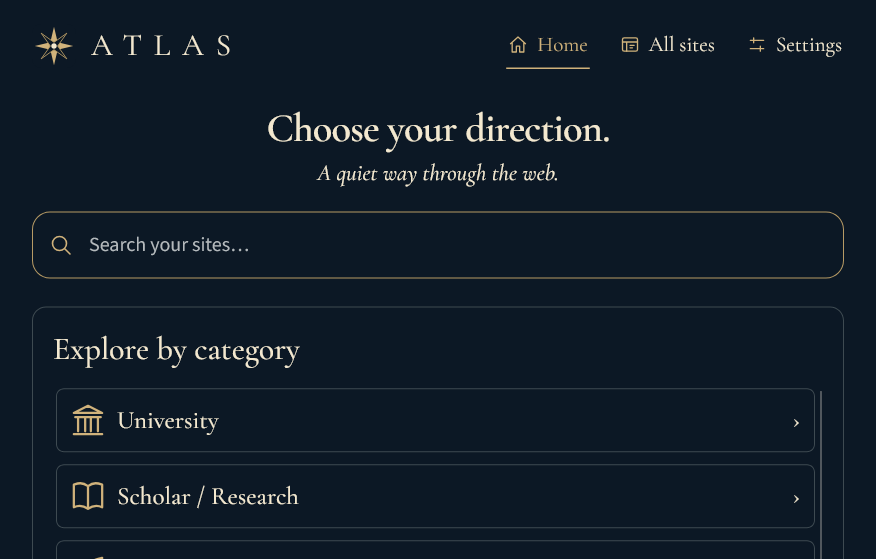 ATLAS
Home
All sites
Settings
Choose your direction.
A quiet way through the web.
Search your sites...
Explore by category
University
Scholar / Research